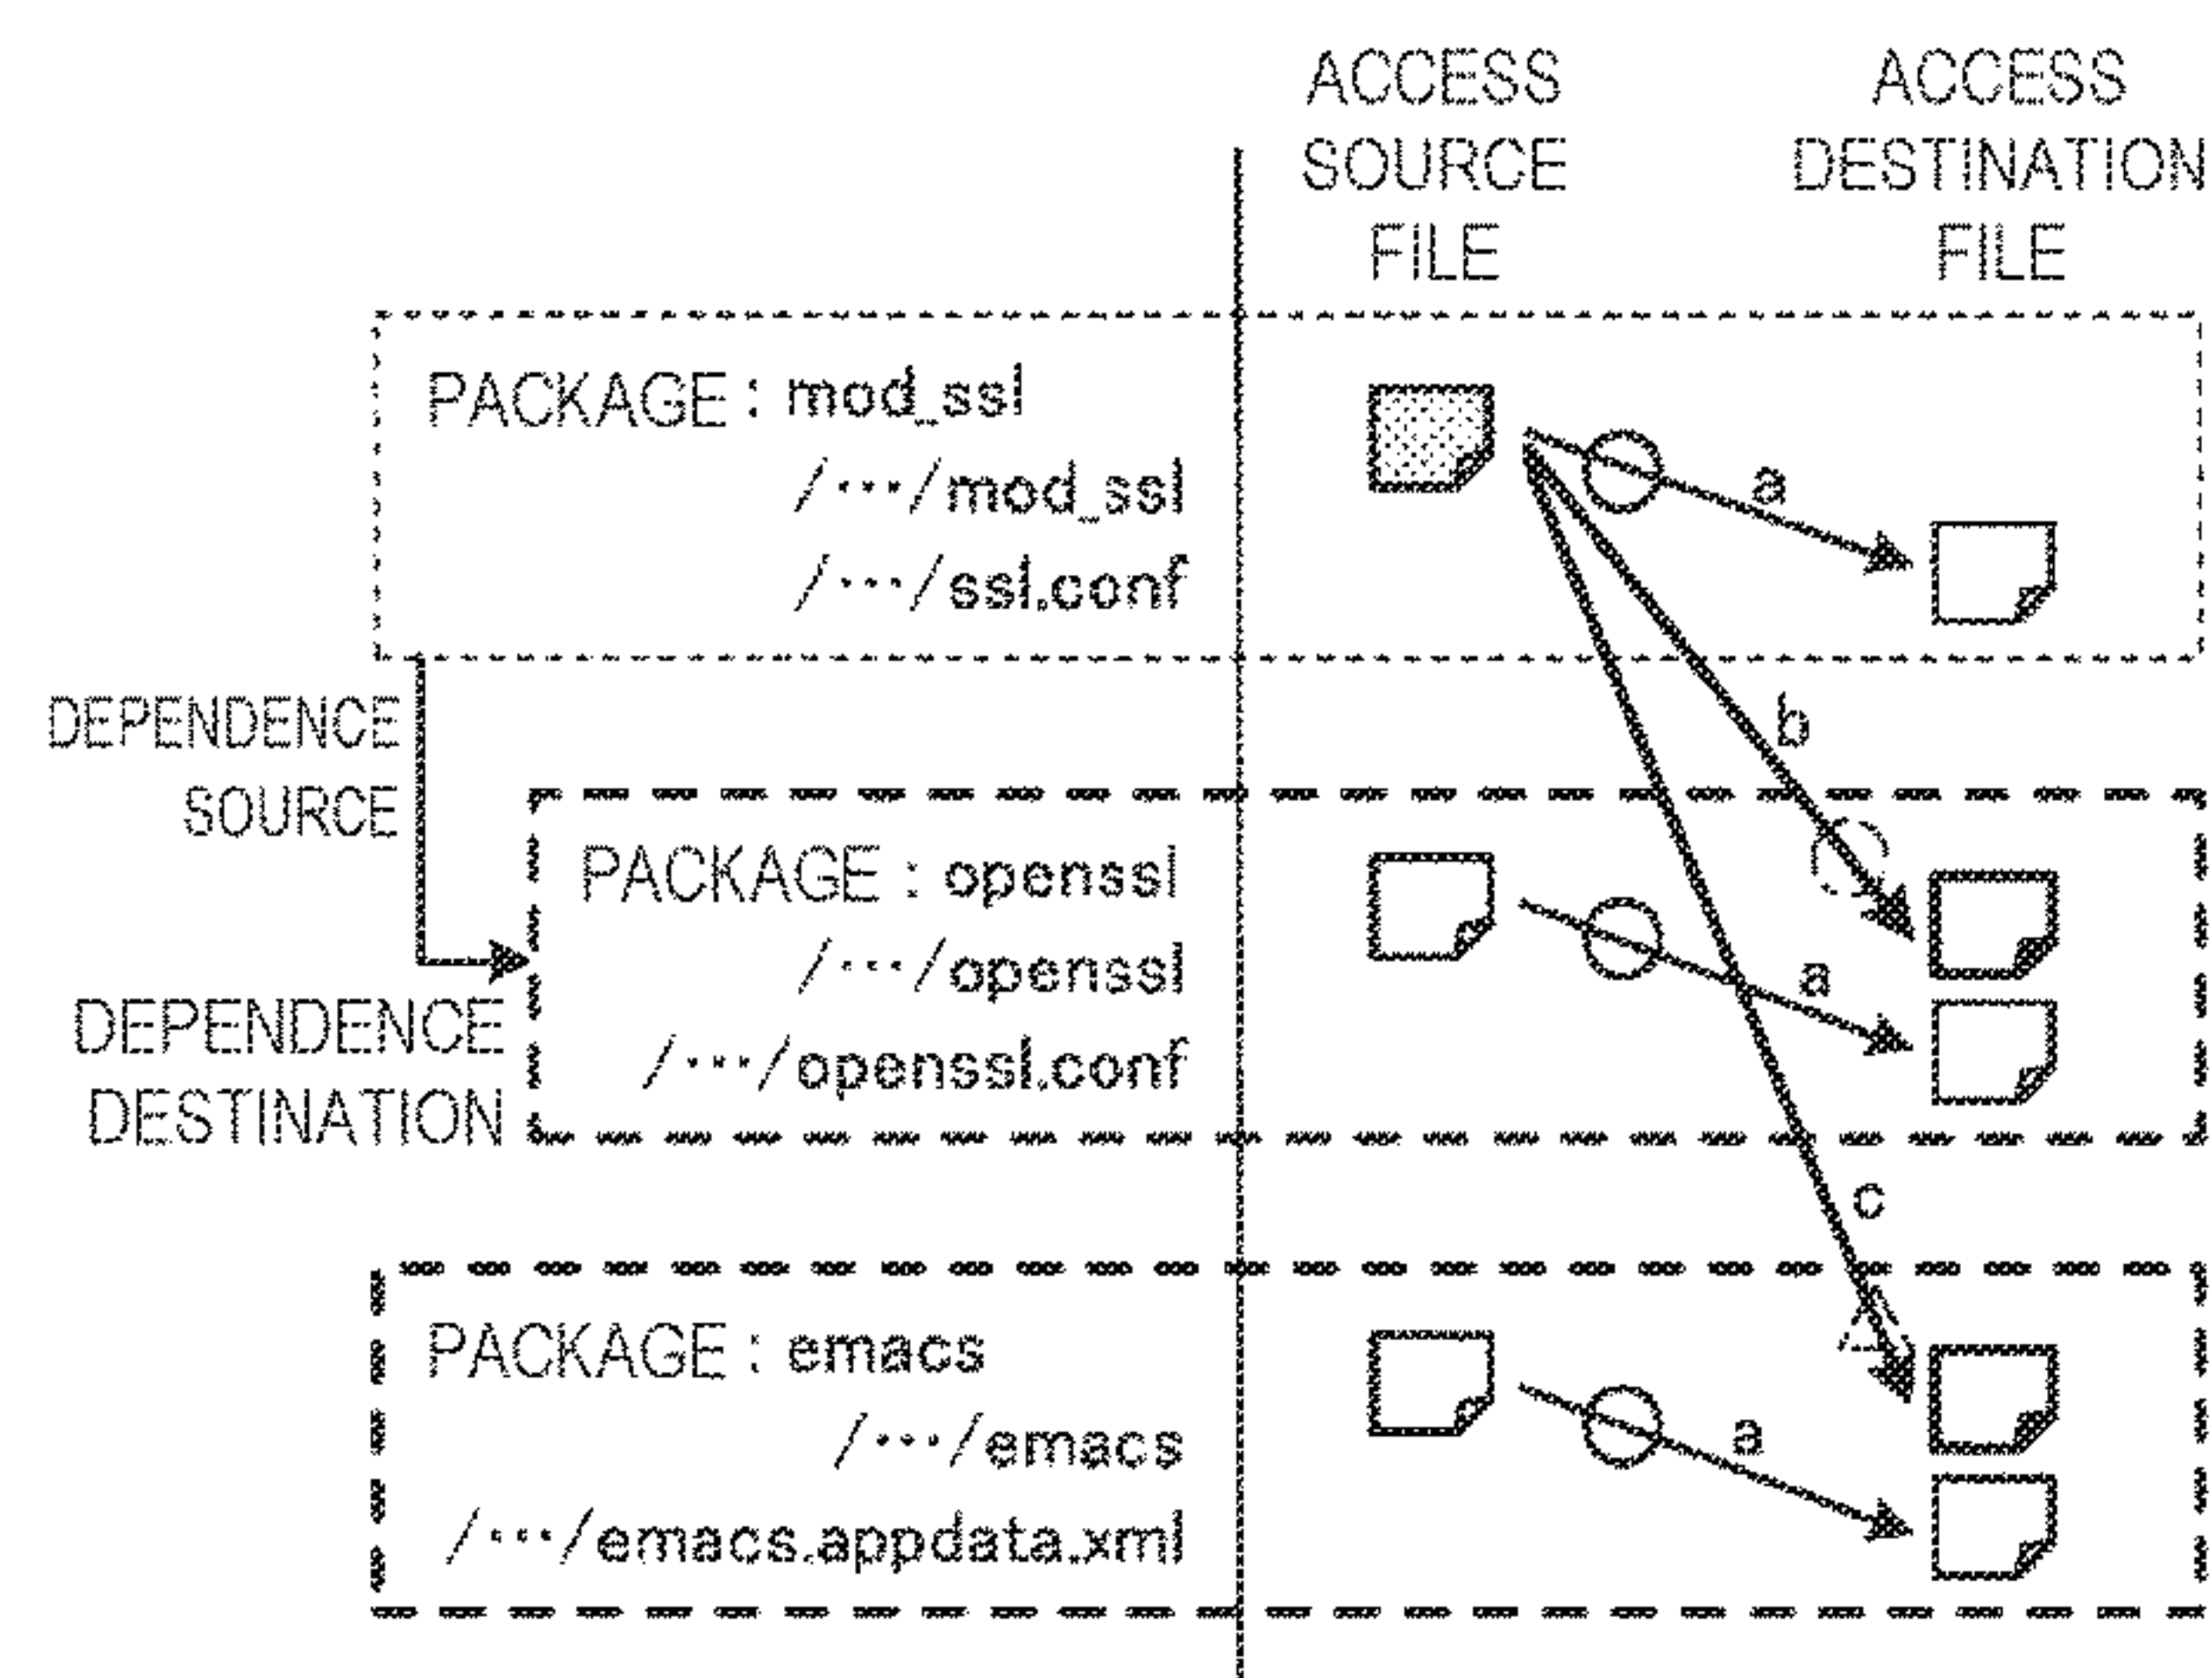 ACCESS
SOURCE
FILE
ACCESS
DESTINATION
FILE
PACKAGE : mod_ssl
/···/mod_ssl
/···/ssl.conf
a
DEPENDENCE
SOURCE
b
PACKAGE : openssl
/···/openssl
/···/openssl.conf
a
DEPENDENCE
DESTINATION
c
PACKAGE : emacs
/···/emacs
/···/emacs.appdata.xml
a